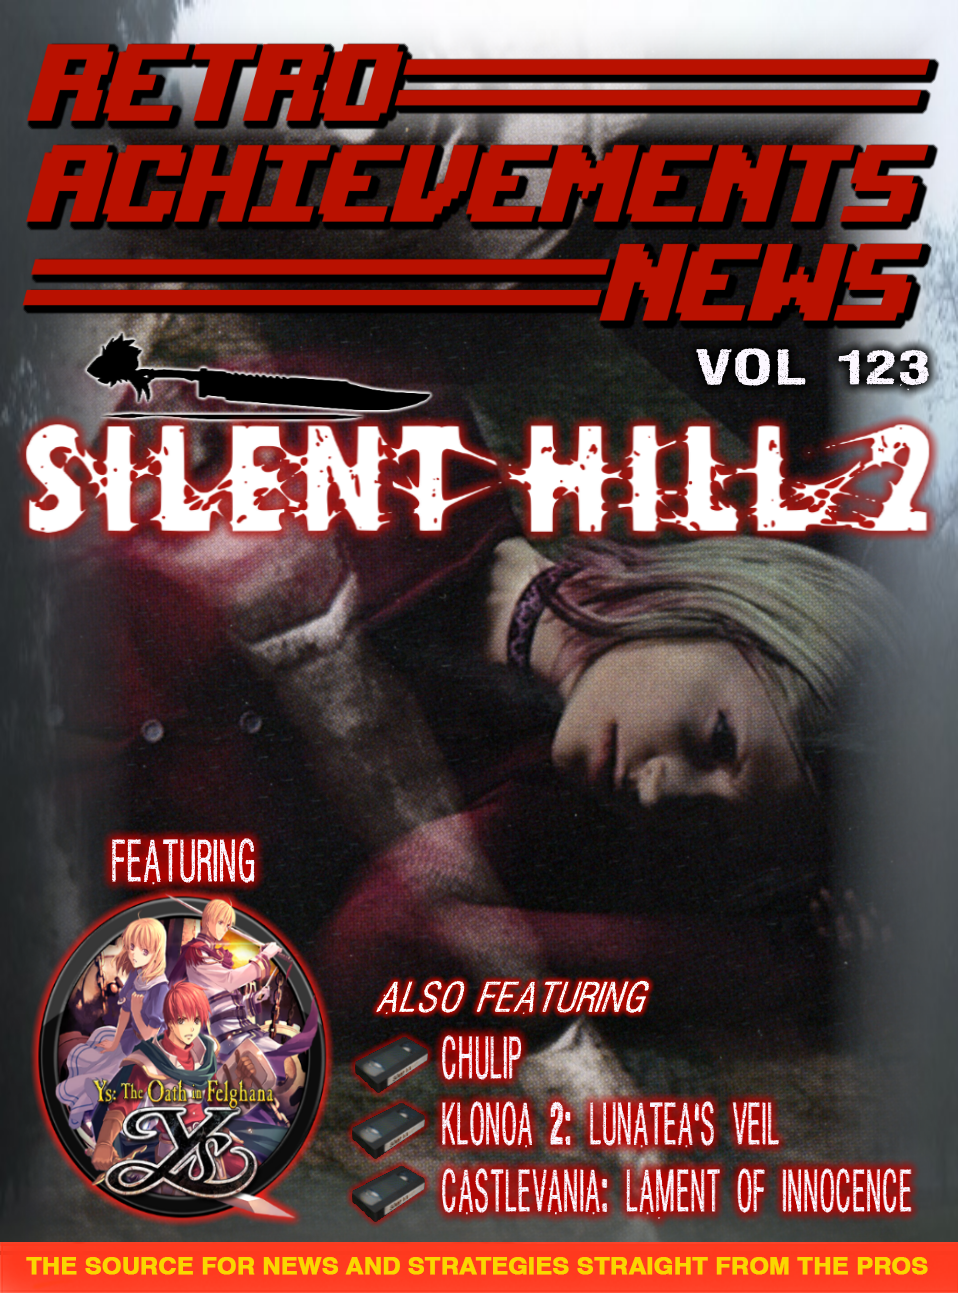 RETRO
ACHIEVEMENTS
NEWS
VOL 123
SILENT HILL 2
FEATURING
Ys: The Oath in Felghana
Ys
ALSO FEATURING
CHULIP
KLONOA 2: LUNATEA'S VEIL
CASTLEVANIA: LAMENT OF INNOCENCE
THE SOURCE FOR NEWS AND STRATEGIES STRAIGHT FROM THE PROS